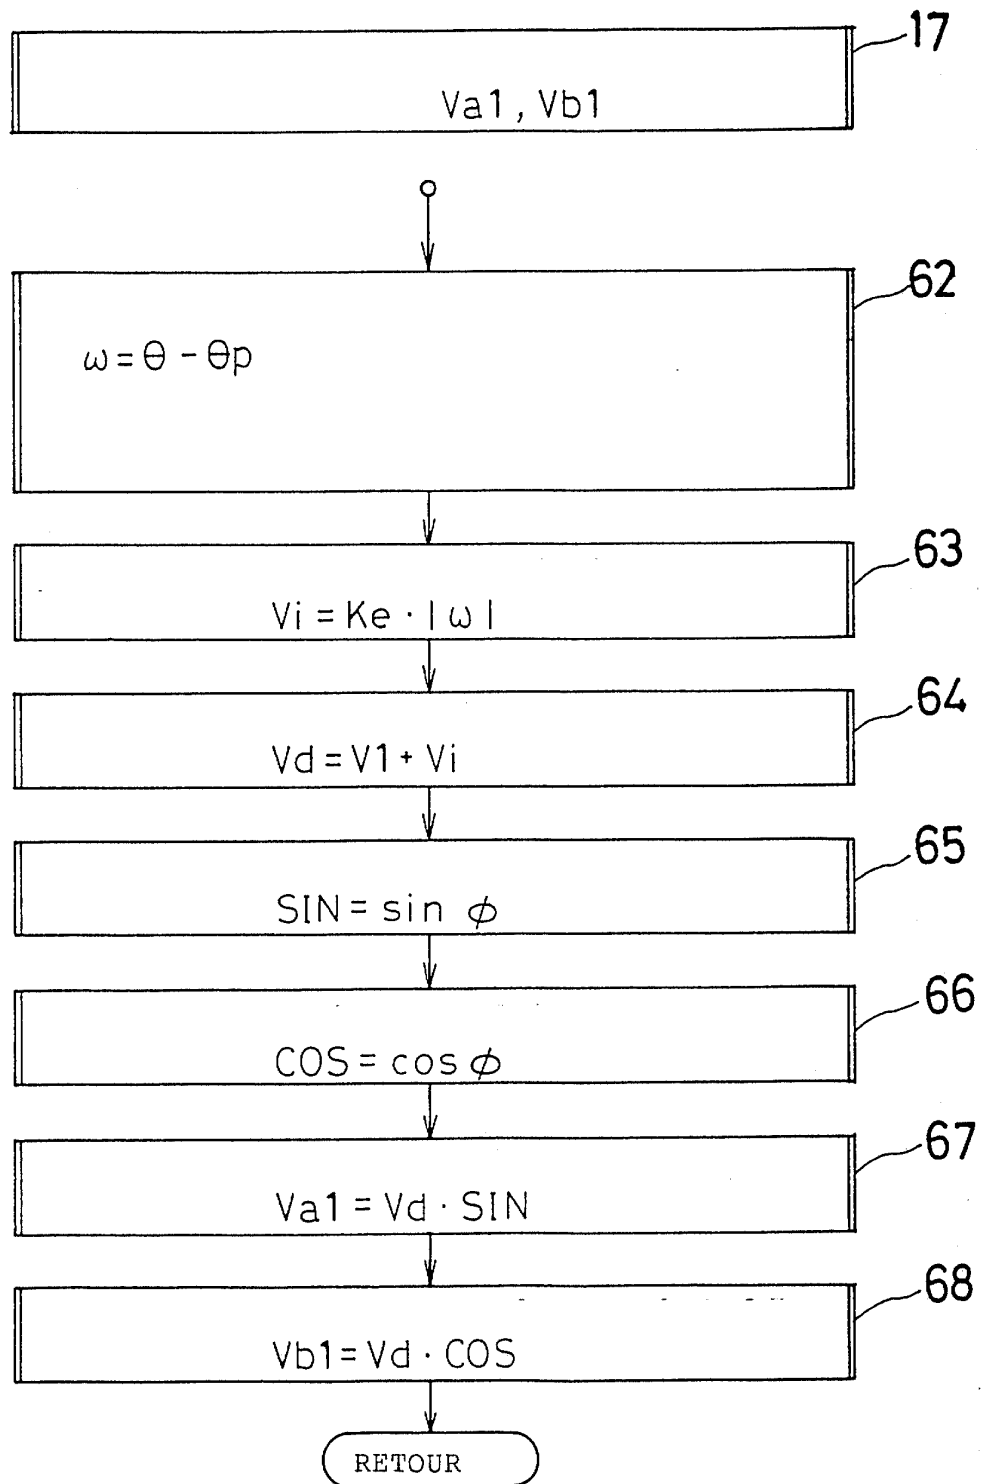 17
Va1, Vb1
62
ω = θ - θp
63
Vi = Ke · | ω |
64
Vd = V1 + Vi
65
SIN = sin ϕ
66
COS = cos ϕ
67
Va1 = Vd · SIN
68
Vb1 = Vd · COS
RETOUR